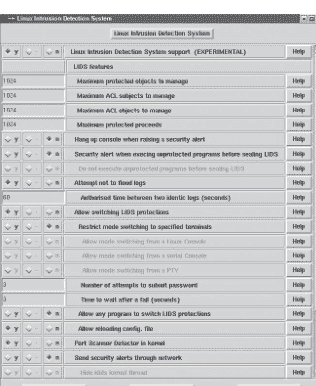 Linux Intrusion Detection System
Linux Intrusion Detection System
y - n Linux Intrusion Detection System support (EXPERIMENTAL) Help
LIDS features
1024 Maximum protected objects to manage Help
1024 Maximum ACL subjects to manage Help
1024 Maximum ACL objects to manage Help
1024 Maximum protected proceeds Help
y - n Hang up console when raising a security alert Help
y - n Security alert when execing unprotected programs before sealing LIDS Help
y - n Do not execute unprotected programs before sealing LIDS Help
y - n Attempt not to flood logs Help
60 Authorised time between two identic logs (seconds) Help
y - n Allow switching LIDS protections Help
y - n Restrict mode switching to specified terminals Help
y - n Allow mode switching from a Linux Console Help
y - n Allow mode switching from a serial Console Help
y - n Allow mode switching from a PTY Help
3 Number of attempts to submit password Help
3 Time to wait after a fail (seconds) Help
y - n Allow any program to switch LIDS protections Help
y - n Allow reloading config. file Help
y - n Port Scanner Detector in kernel Help
y - n Send security alerts through network Help
y - n Hide klids kernel thread Help